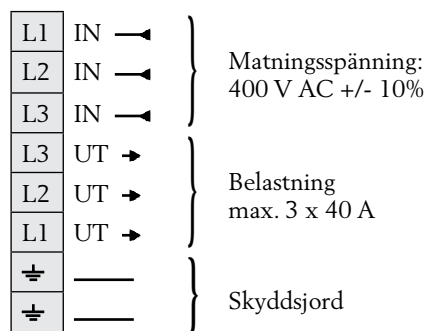 L1 IN
L2 IN
L3 IN
Matningsspänning:
400 V AC +/- 10%
L3 UT
L2 UT
L1 UT
Belastning
max. 3 x 40 A
Skyddsjord